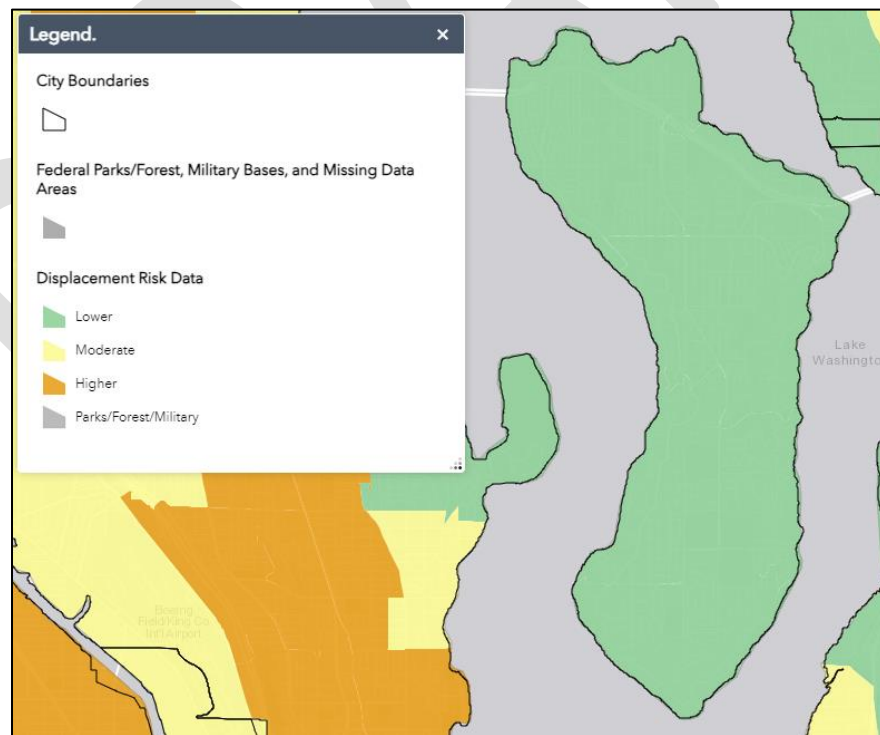 Legend.
City Boundaries
Federal Parks/Forest, Military Bases, and Missing Data
Areas
Displacement Risk Data
Lower
Moderate
Higher
Parks/Forest/Military
Lake
Washingto
Boeing
Field/King Co
Int'l Airport